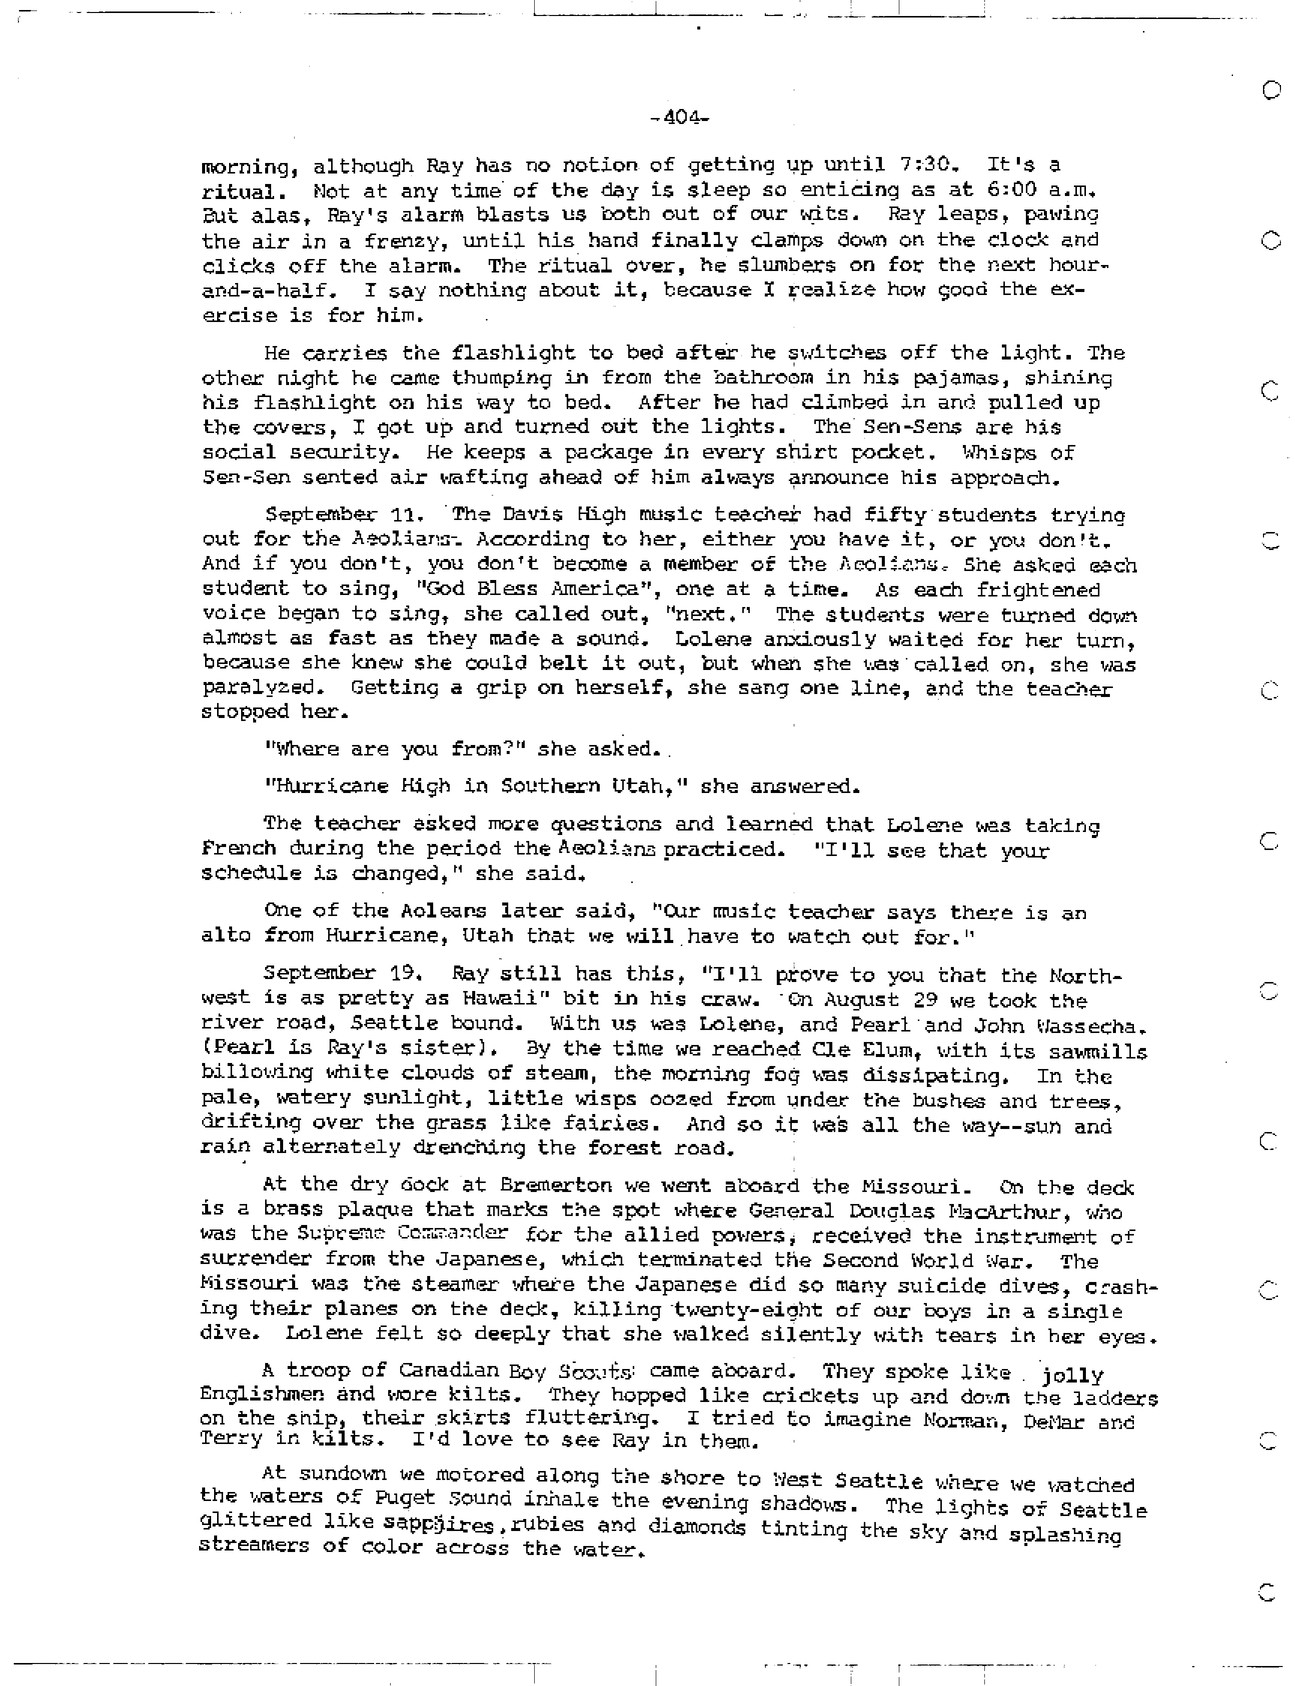 -404-
morning, although Ray has no notion of getting up until 7:30. It's a
ritual. Not at any time of the day is sleep so enticing as at 6:00 a.m.
But alas, Ray's alarm blasts us both out of our wits. Ray leaps, pawing
the air in a frenzy, until his hand finally clamps down on the clock and
clicks off the alarm. The ritual over, he slumbers on for the next hour-
and-a-half. I say nothing about it, because I realize how good the ex-
ercise is for him.
He carries the flashlight to bed after he switches off the light. The
other night he came thumping in from the bathroom in his pajamas, shining
his flashlight on his way to bed. After he had climbed in and pulled up
the covers, I got up and turned out the lights. The Sen-Sens are his
social security. He keeps a package in every shirt pocket. Whisps of
Sen-Sen sented air wafting ahead of him always announce his approach.
September 11. The Davis High music teacher had fifty students trying
out for the Aeolians. According to her, either you have it, or you don't.
And if you don't, you don't become a member of the Aeolians. She asked each
student to sing, "God Bless America", one at a time. As each frightened
voice began to sing, she called out, "next." The students were turned down
almost as fast as they made a sound. Lolene anxiously waited for her turn,
because she knew she could belt it out, but when she was called on, she was
paralyzed. Getting a grip on herself, she sang one line, and the teacher
stopped her.
"Where are you from?" she asked.
"Hurricane High in Southern Utah," she answered.
The teacher asked more questions and learned that Lolene was taking
French during the period the Aeolians practiced. "I'll see that your
schedule is changed," she said.
One of the Aoleans later said, "Our music teacher says there is an
alto from Hurricane, Utah that we will have to watch out for."
September 19. Ray still has this, "I'll prove to you that the North-
west is as pretty as Hawaii" bit in his craw. On August 29 we took the
river road, Seattle bound. With us was Lolene, and Pearl and John Wassecha.
(Pearl is Ray's sister). By the time we reached Cle Elum, with its sawmills
billowing white clouds of steam, the morning fog was dissipating. In the
pale, watery sunlight, little wisps oozed from under the bushes and trees,
drifting over the grass like fairies. And so it was all the way--sun and
rain alternately drenching the forest road.
At the dry dock at Bremerton we went aboard the Missouri. On the deck
is a brass plaque that marks the spot where General Douglas MacArthur, who
was the Supreme Commander for the allied powers, received the instrument of
surrender from the Japanese, which terminated the Second World War. The
Missouri was the steamer where the Japanese did so many suicide dives, crash-
ing their planes on the deck, killing twenty-eight of our boys in a single
dive. Lolene felt so deeply that she walked silently with tears in her eyes.
A troop of Canadian Boy Scouts came aboard. They spoke like jolly
Englishmen and wore kilts. They hopped like crickets up and down the ladders
on the ship, their skirts fluttering. I tried to imagine Norman, DeMar and
Terry in kilts. I'd love to see Ray in them.
At sundown we motored along the shore to West Seattle where we watched
the waters of Puget Sound inhale the evening shadows. The lights of Seattle
glittered like sapphires, rubies and diamonds tinting the sky and splashing
streamers of color across the water.